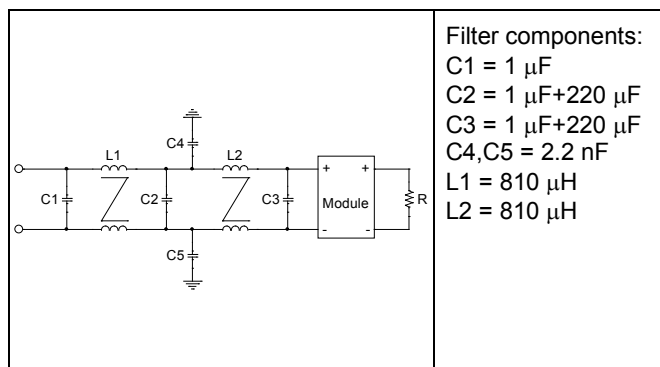 Filter components:
C1 = 1 μF
C2 = 1 μF+220 μF
C3 = 1 μF+220 μF
C4,C5 = 2.2 nF
L1 = 810 μH
L2 = 810 μH
C4
L1
L2
C1
C2
C3
+
+
Module
R
-
-
C5